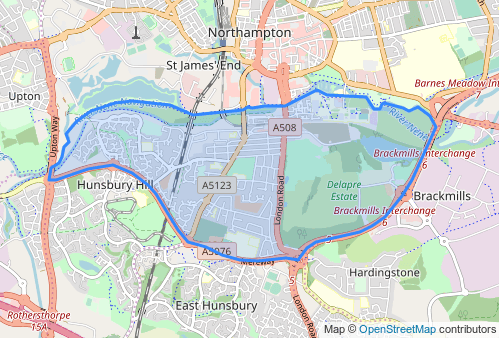 Northampton
St James' End
Upton
Upton Way
Barnes Meadow Inte
River Nene
A508
Brackmills Interchange
6
Hunsbury Hill
A5123
London Road
Delapre
Estate
Brackmills
Brackmills Interchange
6
A5076
Mereway
Hardingstone
5
East Hunsbury
London Road
Rothersthorpe
15A
Map © OpenStreetMap contributors